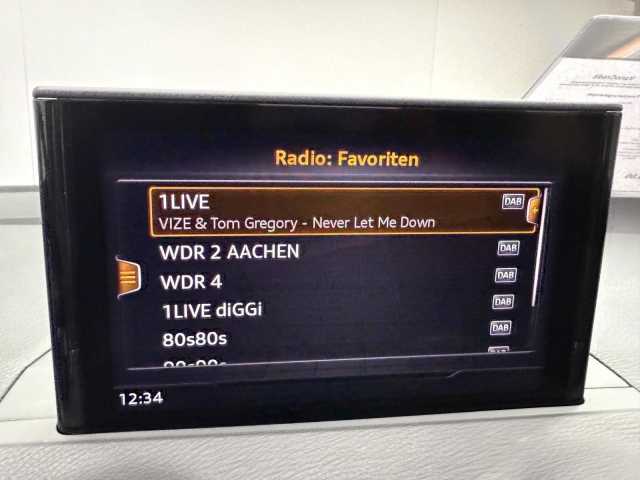 Radio: Favoriten
1LIVE DAB
VIZE & Tom Gregory - Never Let Me Down
WDR 2 AACHEN DAB
WDR 4 DAB
1LIVE diGGi DAB
80s80s DAB
12:34